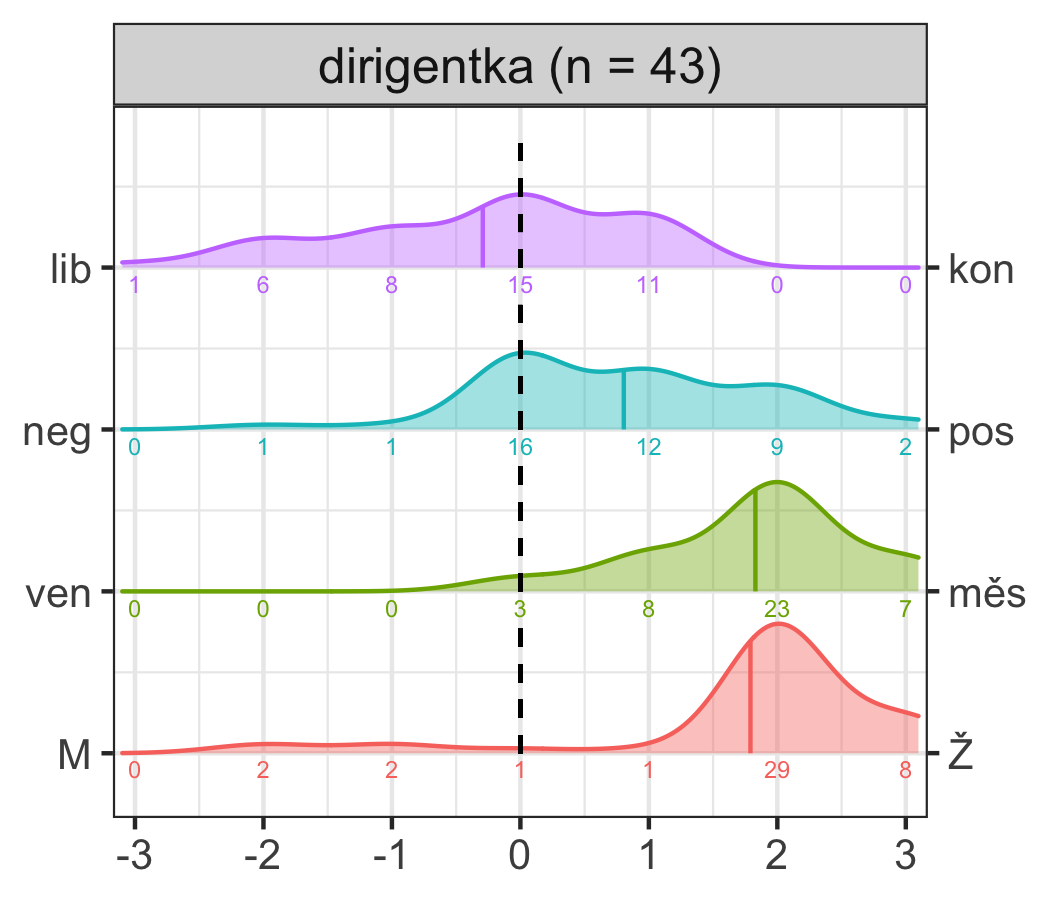 dirigentka (n = 43)
lib kon
1 6 8 15 11 0 0
neg pos
0 1 1 16 12 9 2
ven měs
0 0 0 3 8 23 7
M Ž
0 2 2 1 1 29 8
-3 -2 -1 0 1 2 3